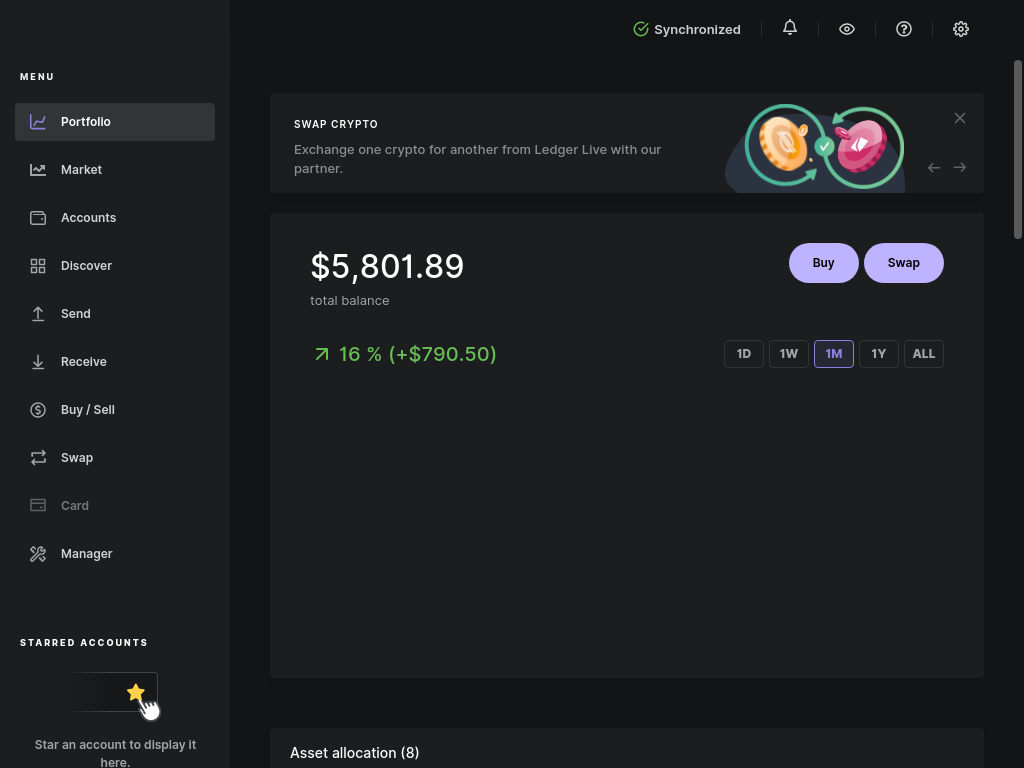 Synchronized
MENU
Portfolio
Market
Accounts
Discover
Send
Receive
Buy / Sell
Swap
Card
Manager
STARRED ACCOUNTS
Star an account to display it
here.
SWAP CRYPTO
Exchange one crypto for another from Ledger Live with our
partner.
$5,801.89
total balance
Buy
Swap
16 % (+$790.50)
1D
1W
1M
1Y
ALL
Asset allocation (8)